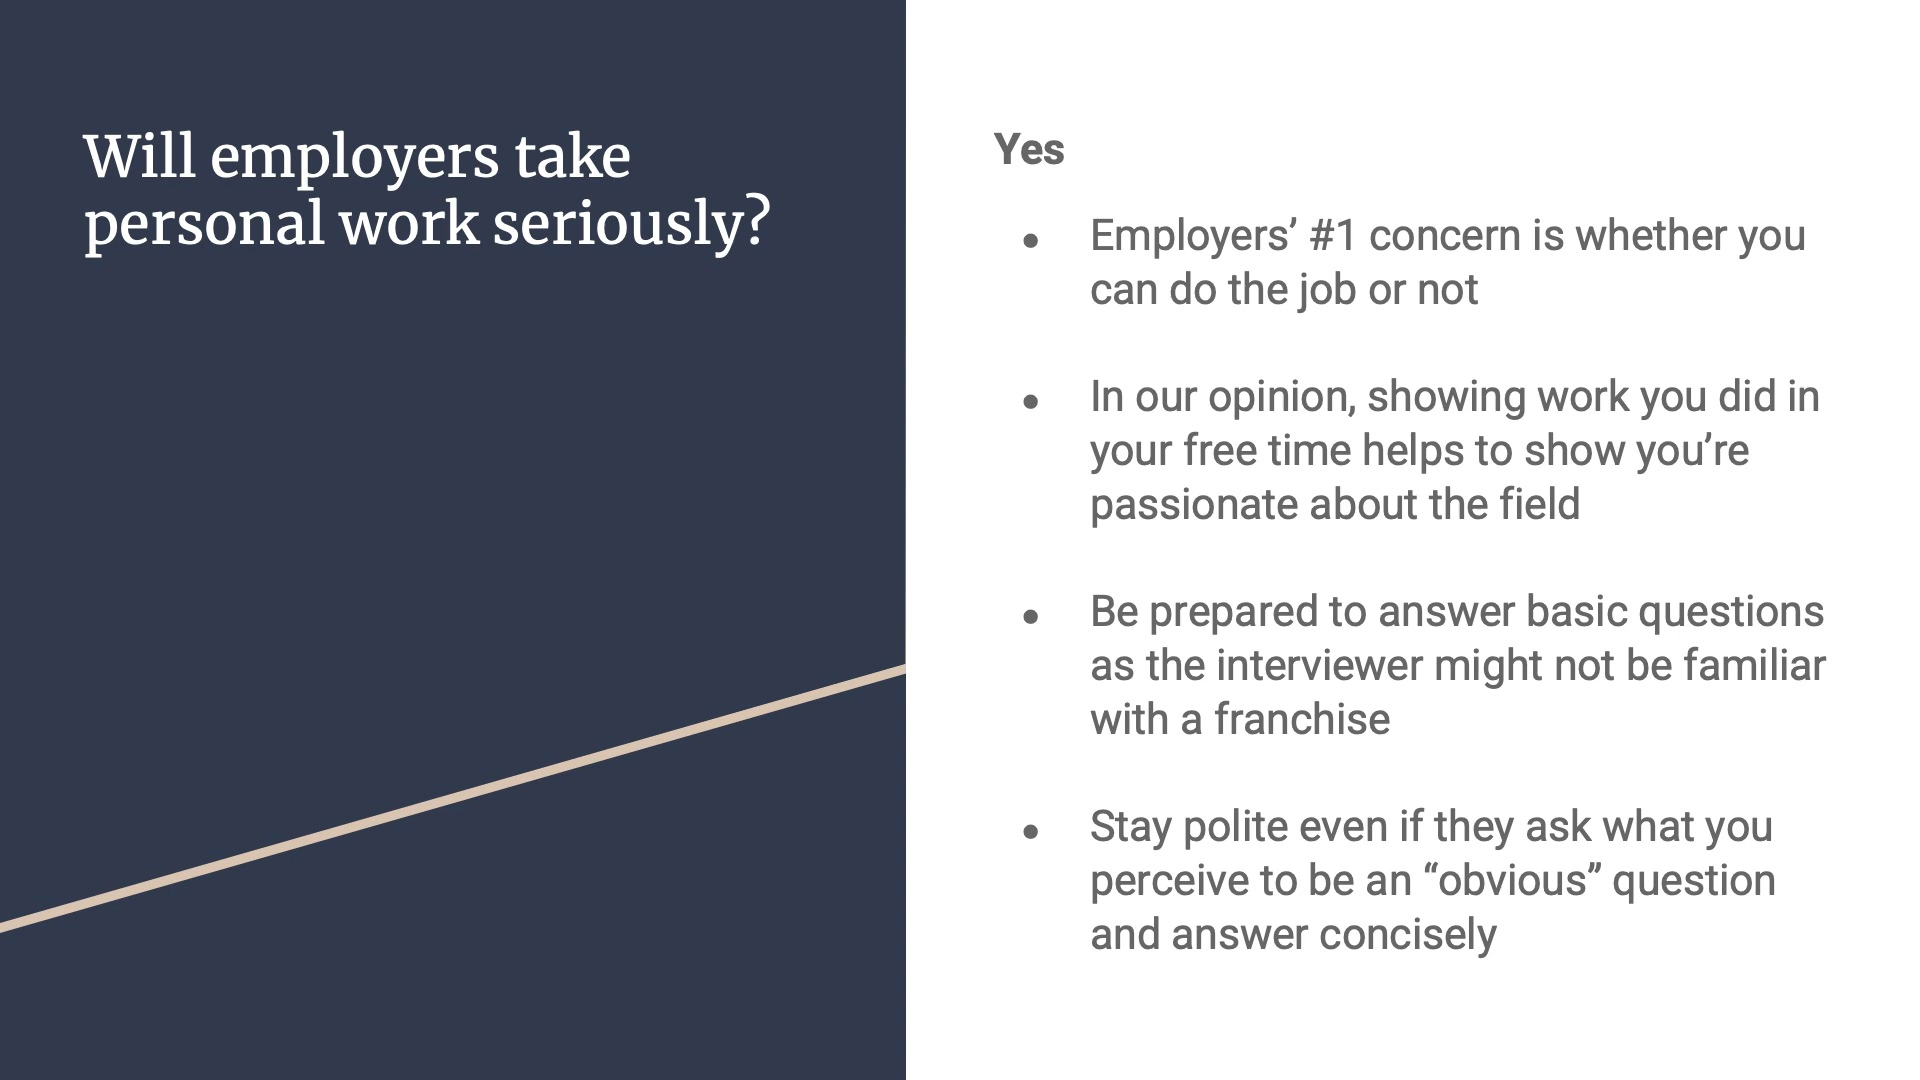 Will employers take
personal work seriously?
Yes
● Employers’ #1 concern is whether you
can do the job or not
● In our opinion, showing work you did in
your free time helps to show you’re
passionate about the field
● Be prepared to answer basic questions
as the interviewer might not be familiar
with a franchise
● Stay polite even if they ask what you
perceive to be an “obvious” question
and answer concisely